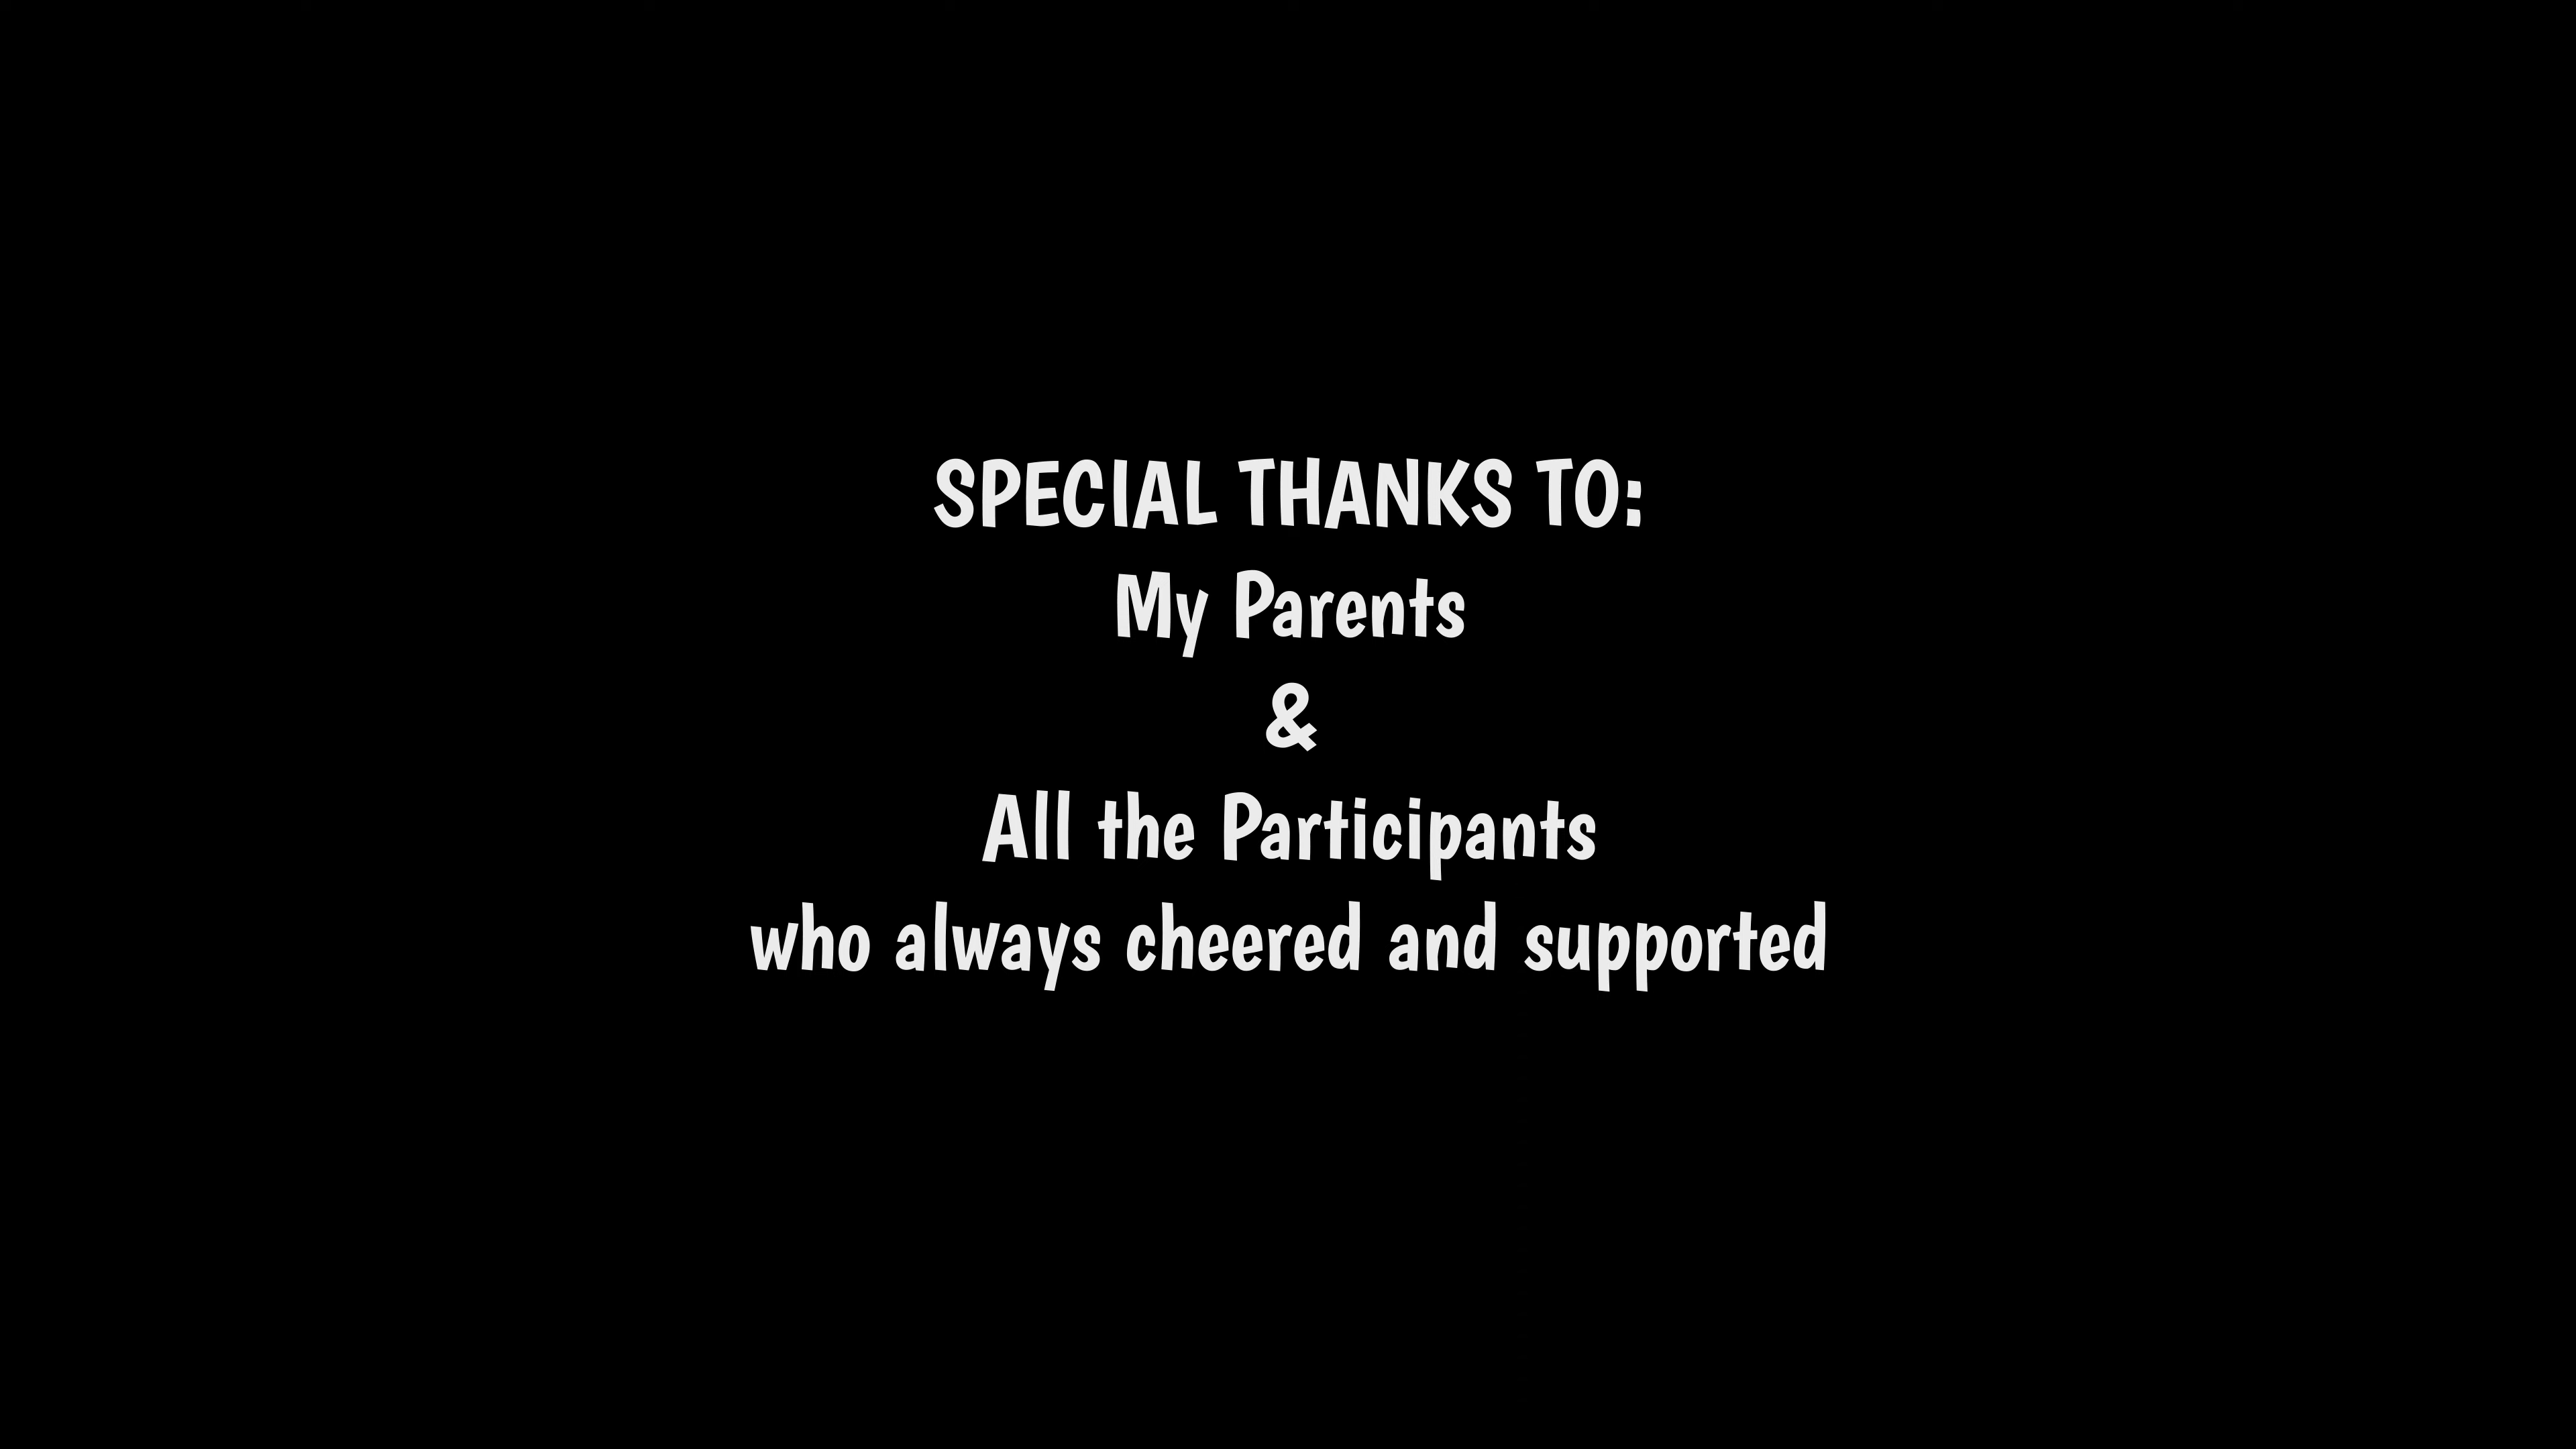 SPECIAL THANKS TO:
My Parents
&
All the Participants
who always cheered and supported